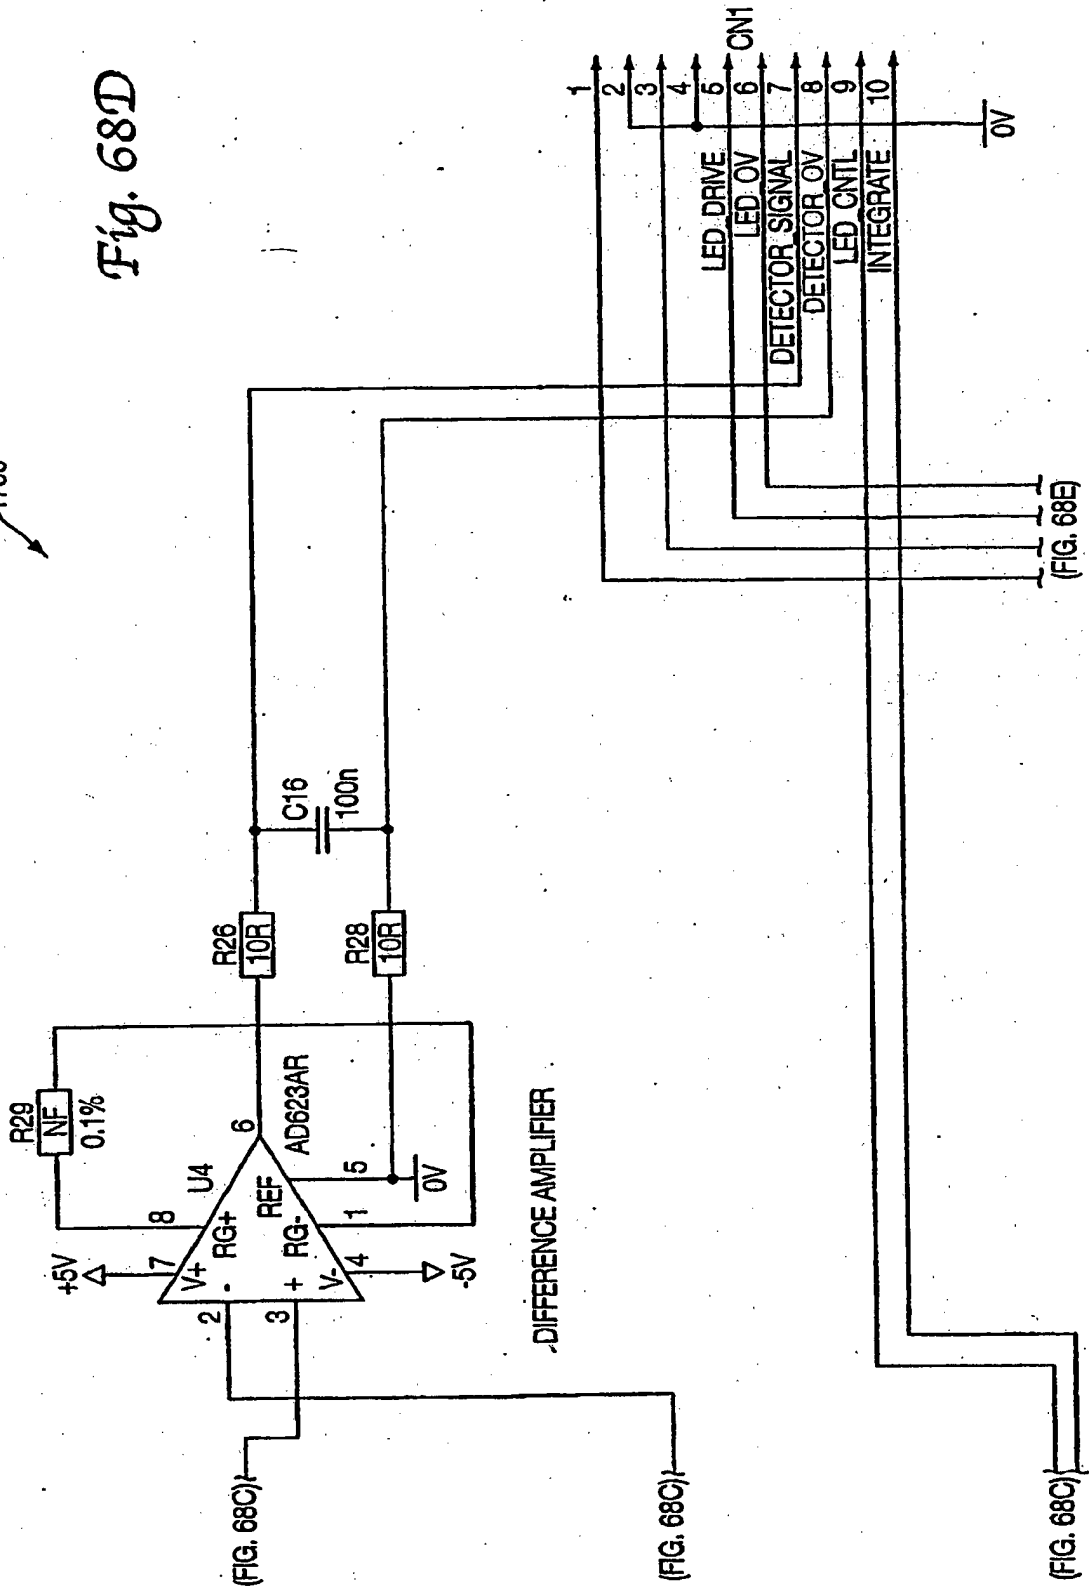 Fig. 68D
R29
NF
0.1%
+5V
7
8
V+
RG+
U4
2
-
3
+
REF
RG-
V-
6
AD623AR
5
0V
1
4
-5V
R26
10R
R28
10R
C16
100n
DIFFERENCE AMPLIFIER
(FIG. 68C)
(FIG. 68C)
(FIG. 68C)
(FIG. 68E)
1
2
3
4
LED DRIVE 5
LED 0V 6
DETECTOR SIGNAL 7
DETECTOR 0V 8
LED CNTL 9
INTEGRATE 10
CN1
0V